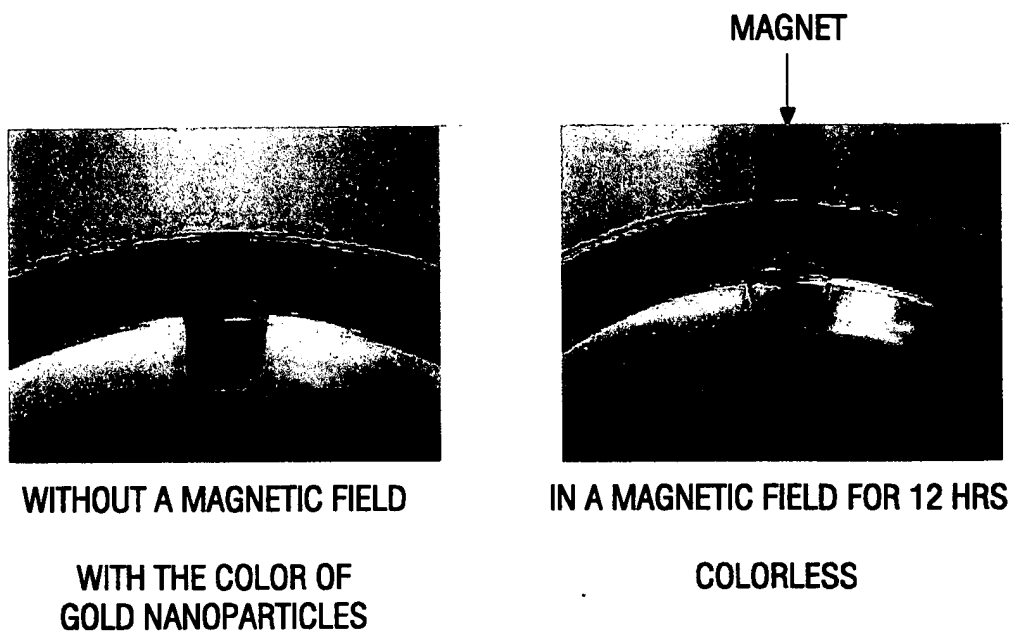 MAGNET
WITHOUT A MAGNETIC FIELD
IN A MAGNETIC FIELD FOR 12 HRS
WITH THE COLOR OF
GOLD NANOPARTICLES
COLORLESS